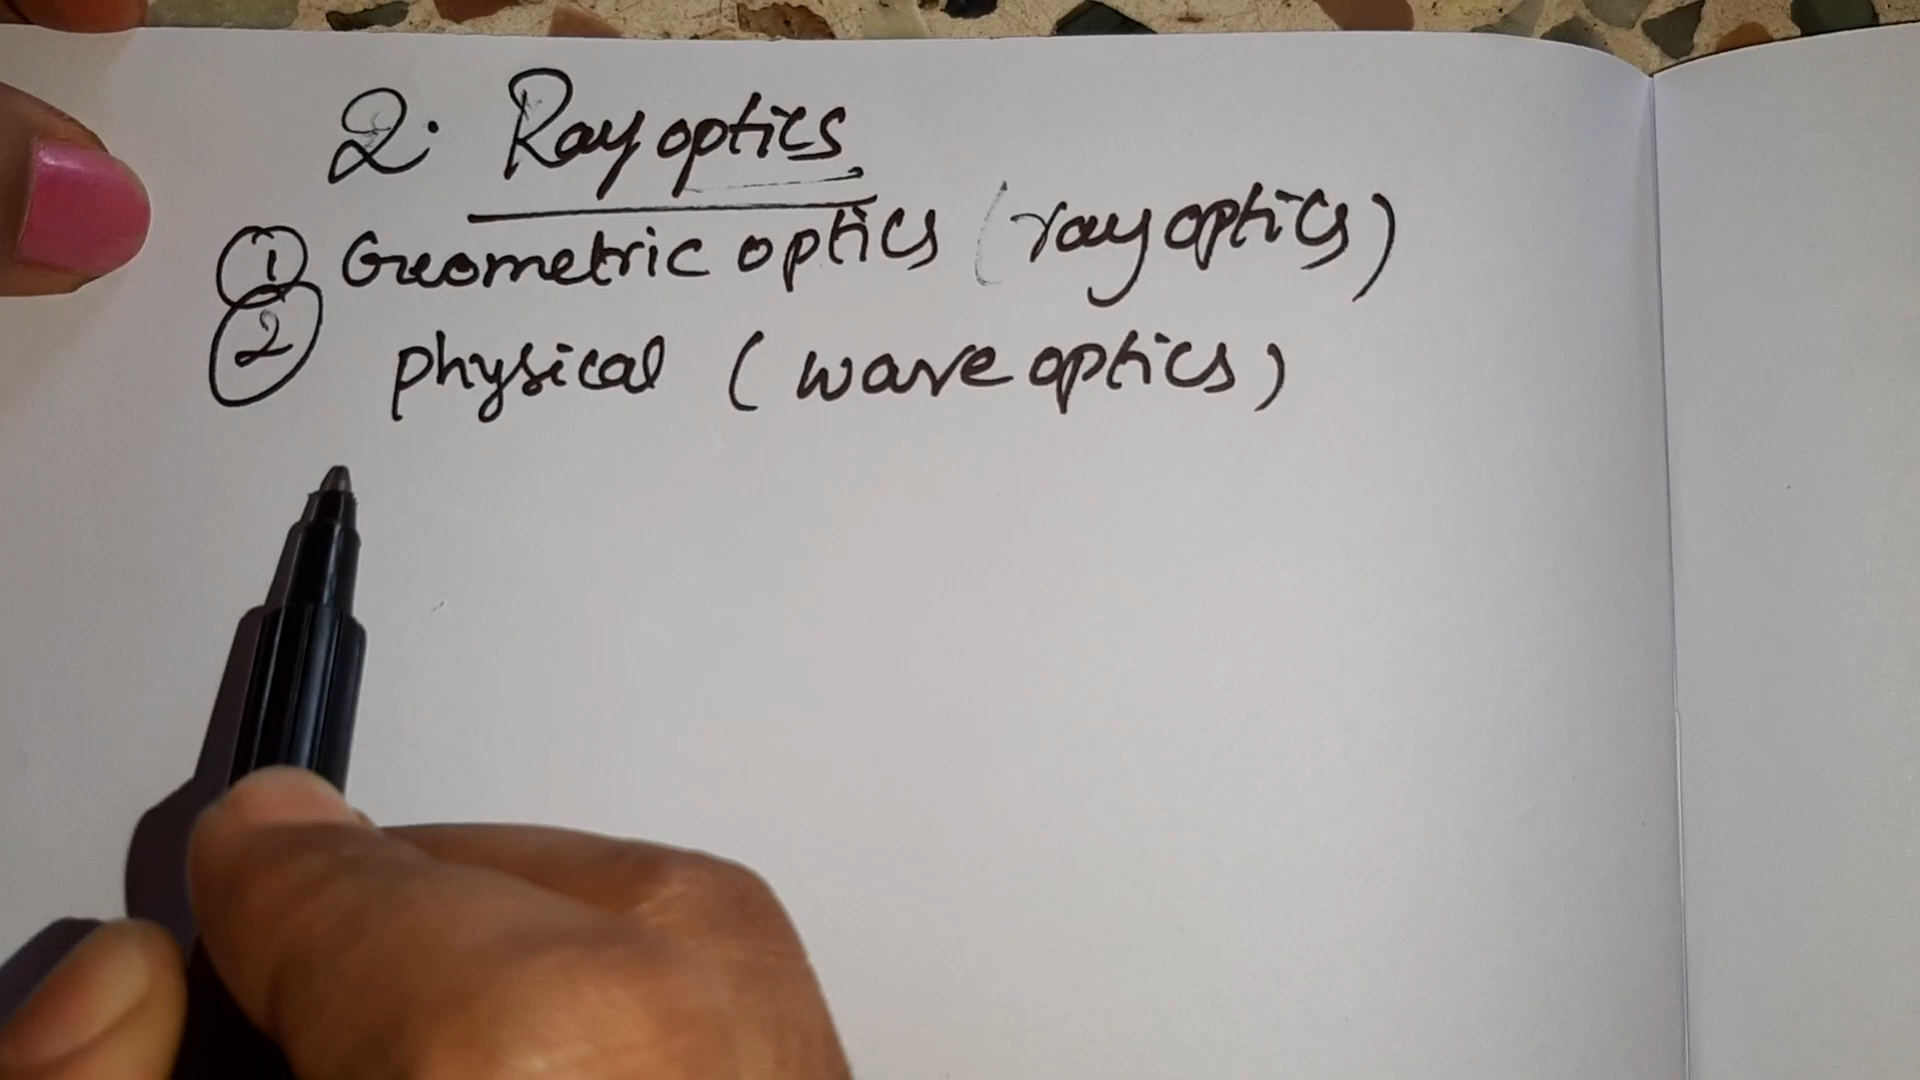 2. Ray optics
① Geometric optics (ray optics)
② physical (wave optics)